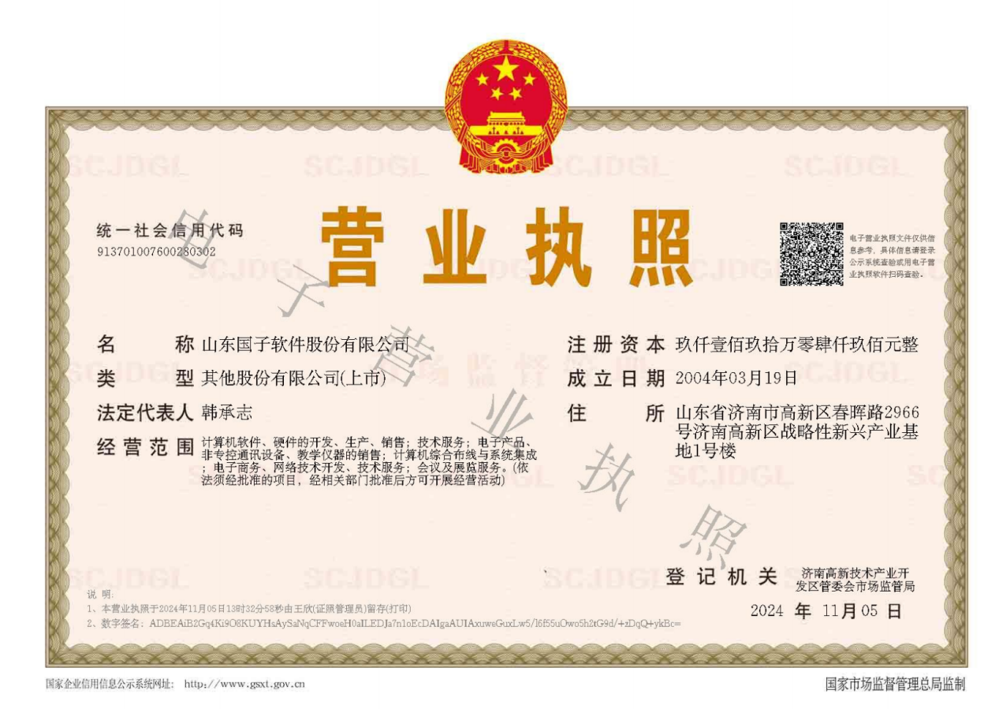 营业执照
统一社会信用代码
913701007600280302
电子营业执照文件仅供信
息参考，具体信息请登录
公示系统查验或用电子营
业执照软件扫码查验。
名 称 山东国子软件股份有限公司
类 型 其他股份有限公司(上市)
法定代表人 韩承志
经营范围 计算机软件、硬件的开发、生产、销售；技术服务；电子产品、
非专控通讯设备、教学仪器的销售；计算机综合布线与系统集成
；电子商务、网络技术开发、技术服务；会议及展览服务。(依
法须经批准的项目，经相关部门批准后方可开展经营活动)
注册资本 玖仟壹佰玖拾万零肆仟玖佰元整
成立日期 2004年03月19日
住 所 山东省济南市高新区春晖路2966
号济南高新区战略性新兴产业基
地1号楼
电子营业执照
登记机关 济南高新技术产业开
发区管委会市场监管局
2024 年 11月05 日
说 明:
1、本营业执照于2024年11月05日13时32分58秒由王欣(证照管理员)留存(打印)
2、数字签名：ADBEAiB2Gq4Ki9O8KUYHsAySaNqCFFwoeH0aILEDJa7nloEcDAIgaAUIAxuweGuxLw5/l6f55uOwo5h2tG9d/+zDqQ+ykBc=
国家企业信用信息公示系统网址： http://www.gsxt.gov.cn
国家市场监督管理总局监制